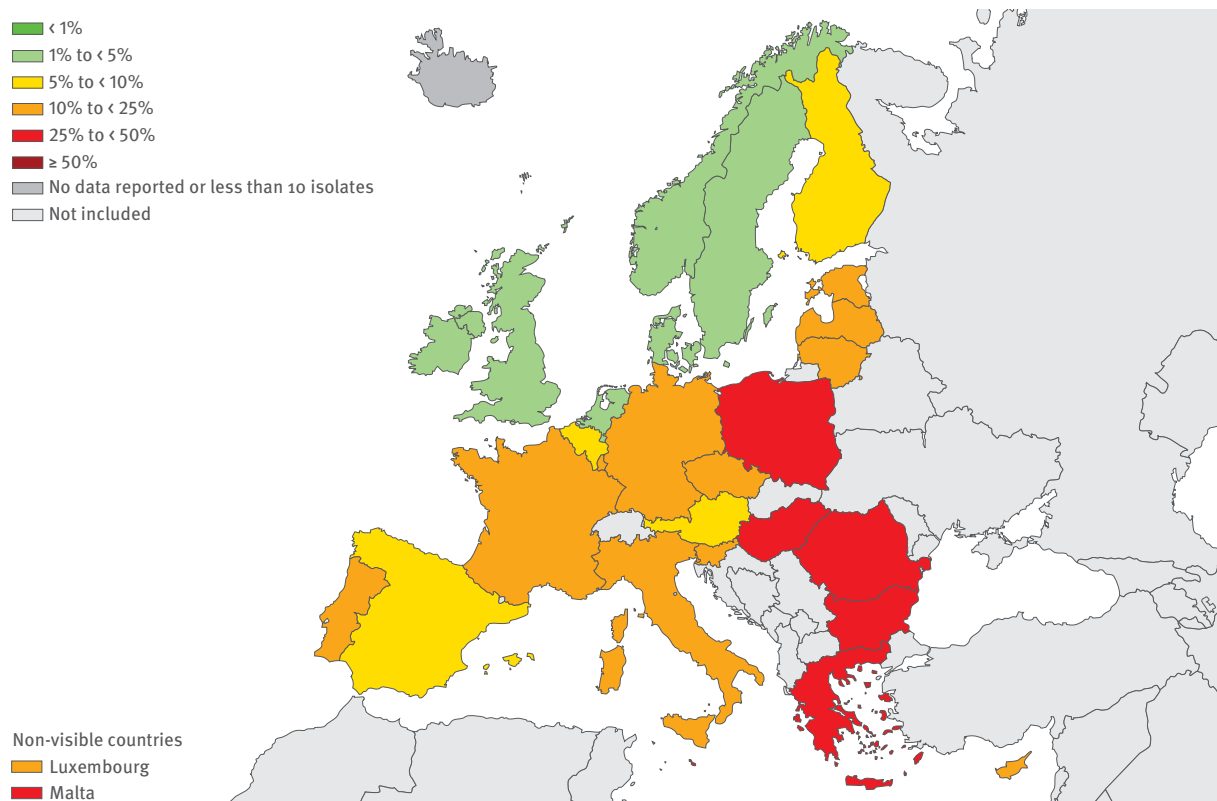 < 1%
1% to < 5%
5% to < 10%
10% to < 25%
25% to < 50%
≥ 50%
No data reported or less than 10 isolates
Not included
Non-visible countries
Luxembourg
Malta